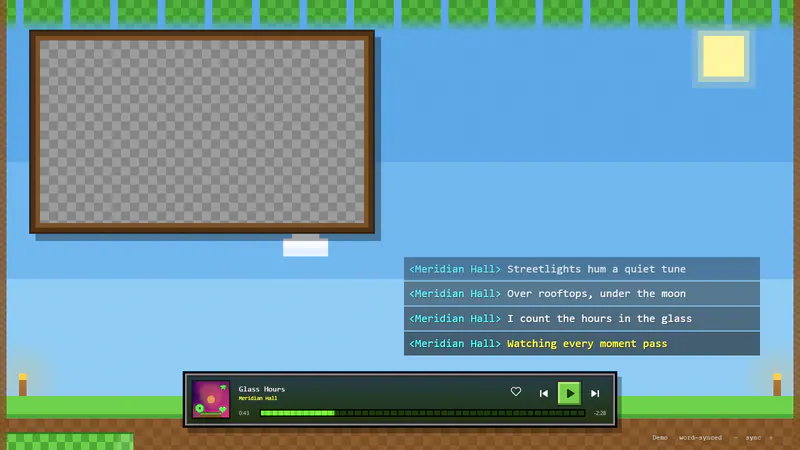 <Meridian Hall> Streetlights hum a quiet tune
<Meridian Hall> Over rooftops, under the moon
<Meridian Hall> I count the hours in the glass
<Meridian Hall> Watching every moment pass
Glass Hours
Meridian Hall
0:43
-2:28
Demo word-synced − sync +